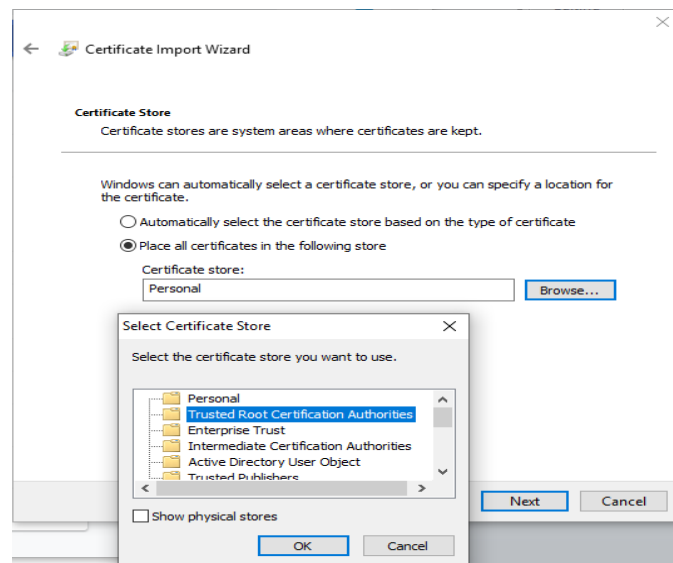 Certificate Import Wizard
Certificate Store
Certificate stores are system areas where certificates are kept.
Windows can automatically select a certificate store, or you can specify a location for
the certificate.
Automatically select the certificate store based on the type of certificate
Place all certificates in the following store
Certificate store:
Personal
Browse...
Select Certificate Store
Select the certificate store you want to use.
Personal
Trusted Root Certification Authorities
Enterprise Trust
Intermediate Certification Authorities
Active Directory User Object
Trusted Publishers
Show physical stores
OK
Cancel
Next
Cancel